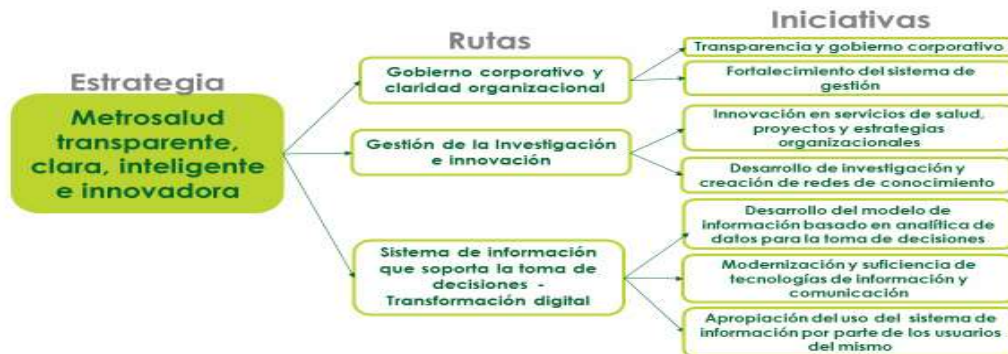 Estrategia
Metrosalud
transparente,
clara, inteligente
e innovadora
Rutas
Gobierno corporativo y
claridad organizacional
Gestión de la Investigación
e innovación
Sistema de información
que soporta la toma de
decisiones -
Transformación digital
Iniciativas
Transparencia y gobierno corporativo
Fortalecimiento del sistema de
gestión
Innovación en servicios de salud,
proyectos y estrategias
organizacionales
Desarrollo de investigación y
creación de redes de conocimiento
Desarrollo del modelo de
información basado en analítica de
datos para la toma de decisiones
Modernización y suficiencia de
tecnologías de información y
comunicación
Apropiación del uso del sistema de
información por parte de los usuarios
del mismo